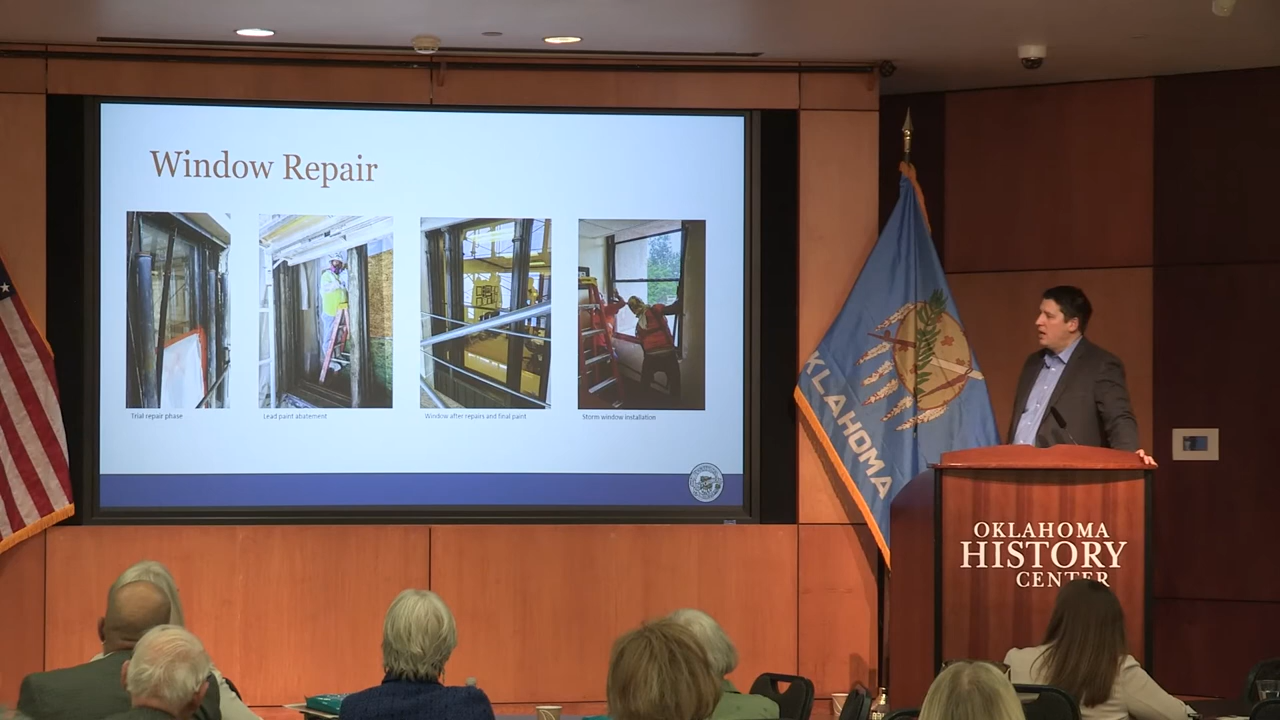 Window Repair
Trial repair phase
Lead paint abatement
Window after repairs and final paint
Storm window installation
OKLAHOMA
OKLAHOMA
HISTORY
CENTER